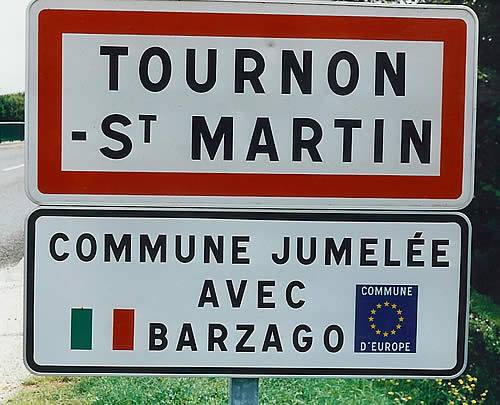 TOURNON
-ST MARTIN
COMMUNE JUMELÉE
AVEC
BARZAGO
COMMUNE
D'EUROPE